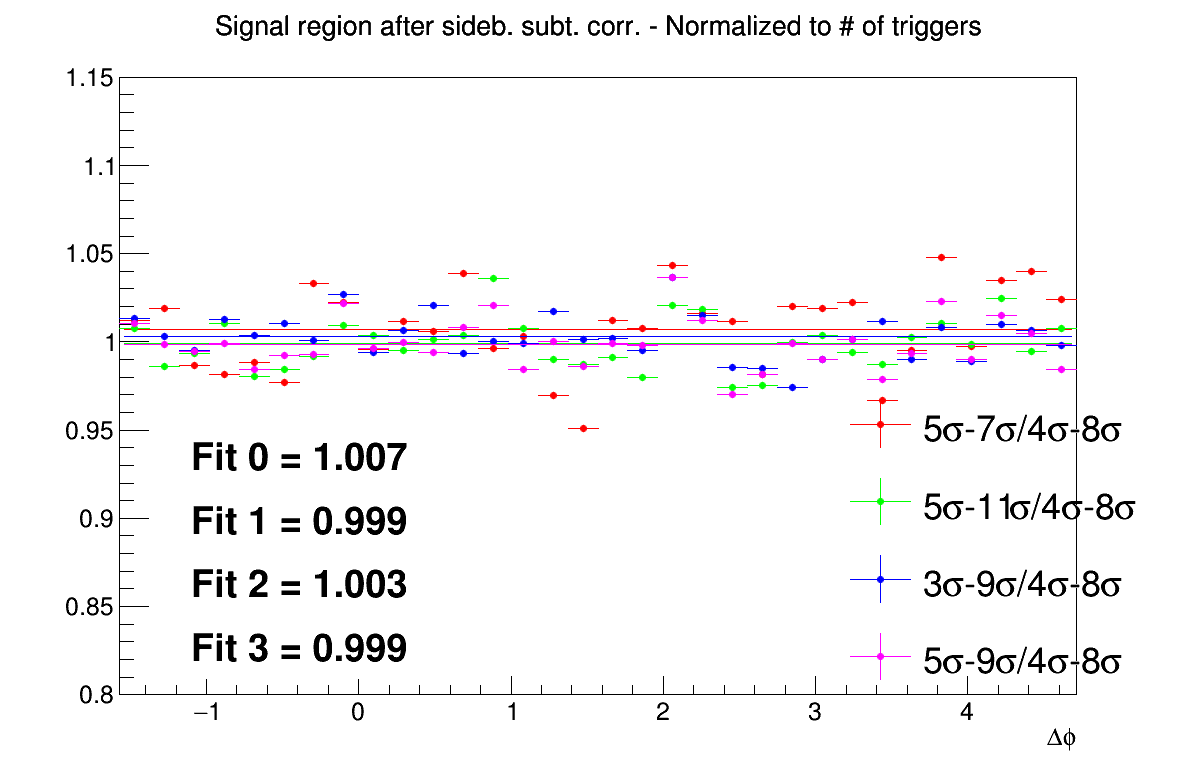 Signal region after sideb. subt. corr. - Normalized to # of triggers
1.15
1.1
1.05
1
0.95
0.9
0.85
0.8
Fit 0 = 1.007
Fit 1 = 0.999
Fit 2 = 1.003
Fit 3 = 0.999
5σ-7σ/4σ-8σ
5σ-11σ/4σ-8σ
3σ-9σ/4σ-8σ
5σ-9σ/4σ-8σ
−1 0 1 2 3 4
Δϕ